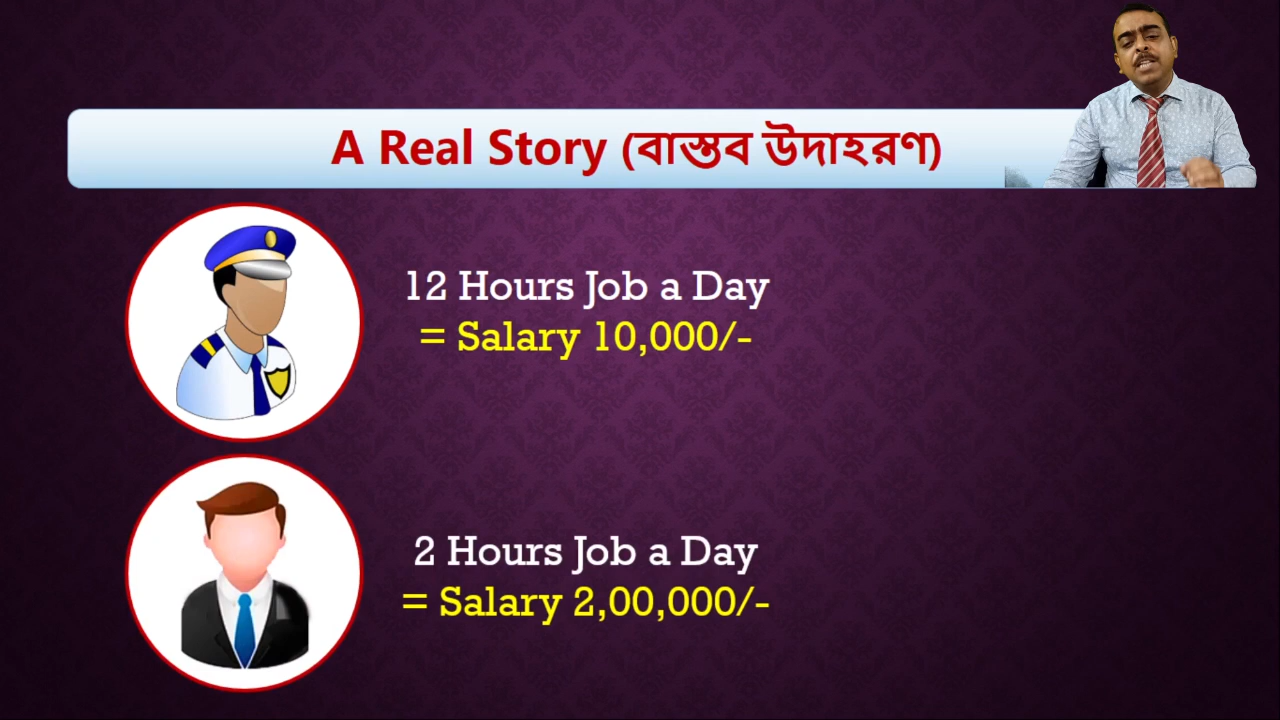 A Real Story (বাস্তব উদাহরণ)
12 Hours Job a Day
= Salary 10,000/-
2 Hours Job a Day
= Salary 2,00,000/-